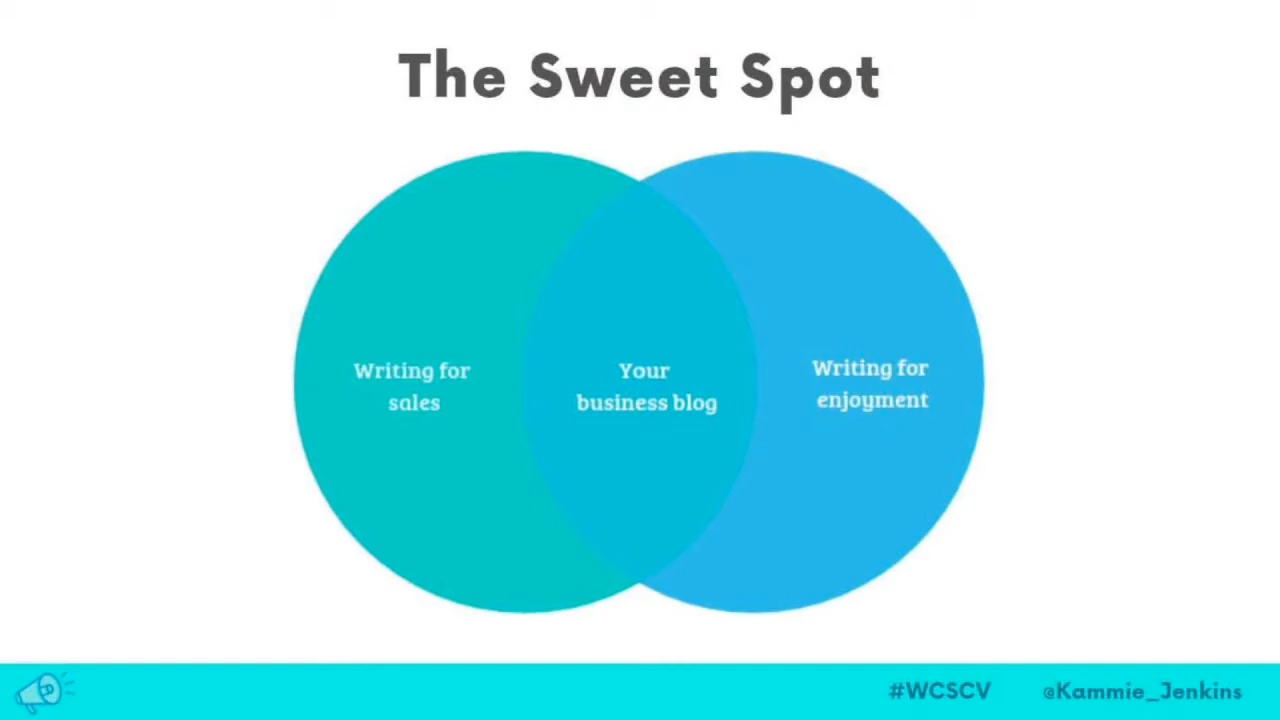 The Sweet Spot
Writing for
sales
Your
business blog
Writing for
enjoyment
#WCSCV
@Kammie_Jenkins